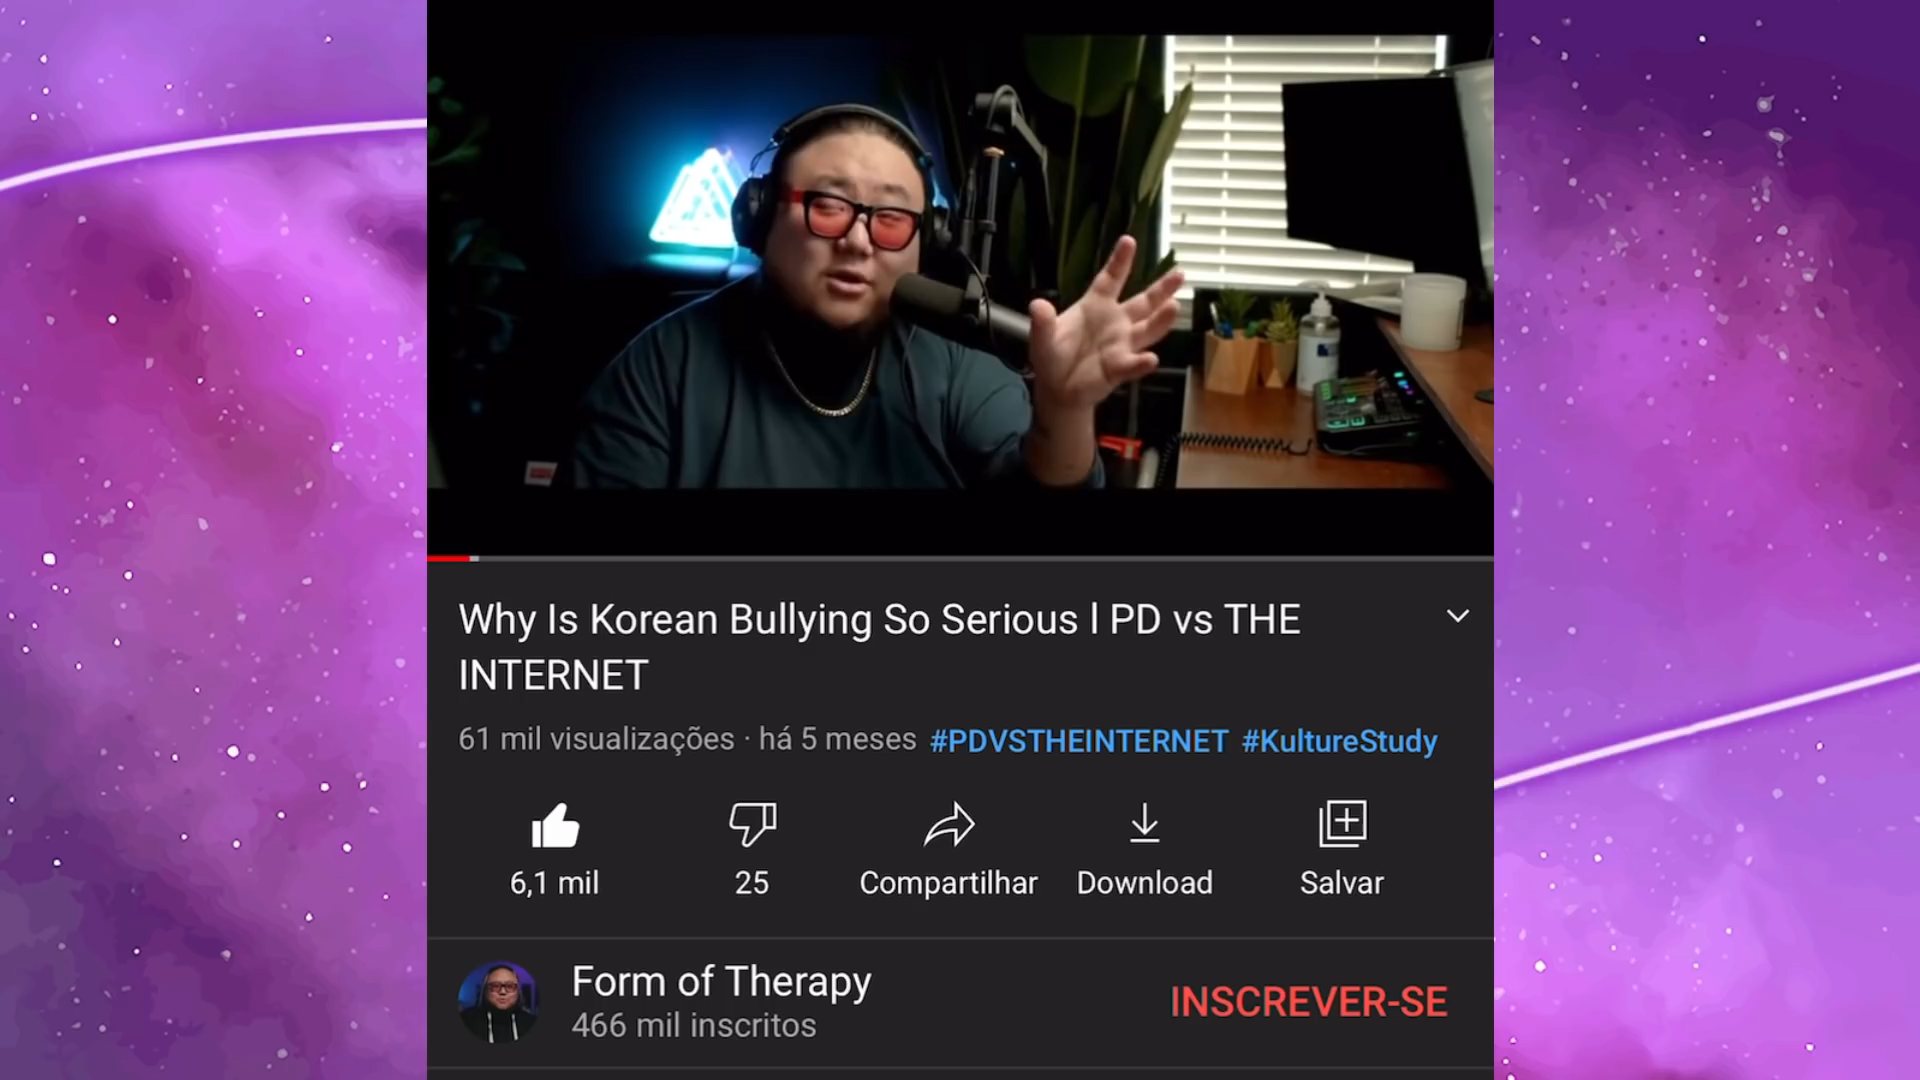 Why Is Korean Bullying So Serious l PD vs THE
INTERNET
61 mil visualizações · há 5 meses #PDVSTHEINTERNET #KultureStudy
6,1 mil 25 Compartilhar Download Salvar
Form of Therapy INSCREVER-SE
466 mil inscritos